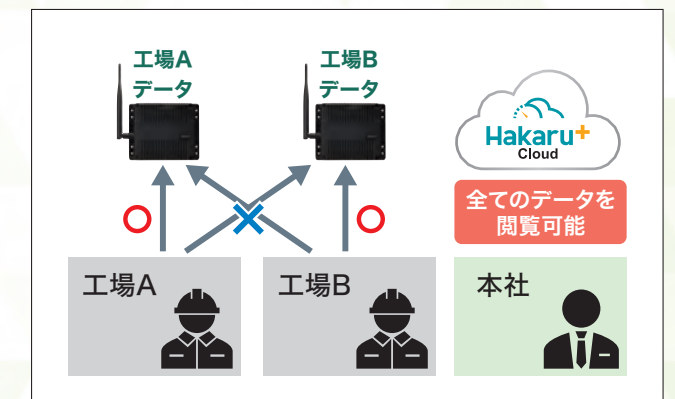 工場A
データ
工場B
データ
Hakaru+
Cloud
全てのデータを
閲覧可能
工場A
工場B
本社